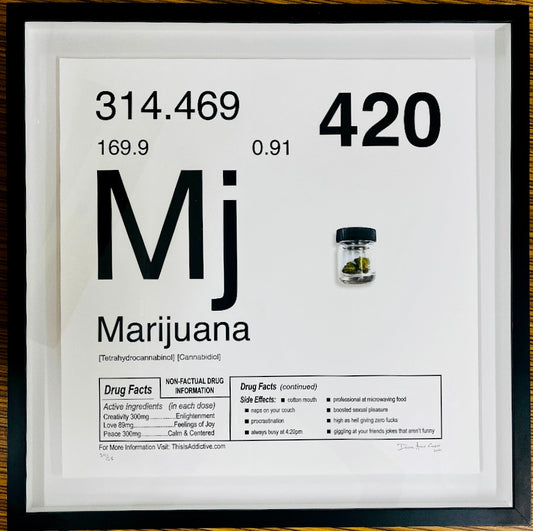 314.469
420
169.9
0.91
Mj
Marijuana
[Tetrahydrocannabinol] [Cannabidiol]
Drug Facts
NON-FACTUAL DRUG
INFORMATION
Active ingredients (in each dose)
Creativity 300mg..................Enlightenment
Love 89mg..........................Feelings of Joy
Peace 300mg..............Calm & Centered
Drug Facts (continued)
Side Effects: ■ cotton mouth
■ naps on your couch
■ procrastination
■ always busy at 4:20pm
■ professional at microwaving food
■ boosted sexual pleasure
■ high as hell giving zero fucks
■ giggling at your friends jokes that aren't funny
For More Information Visit: ThisIsAddictive.com